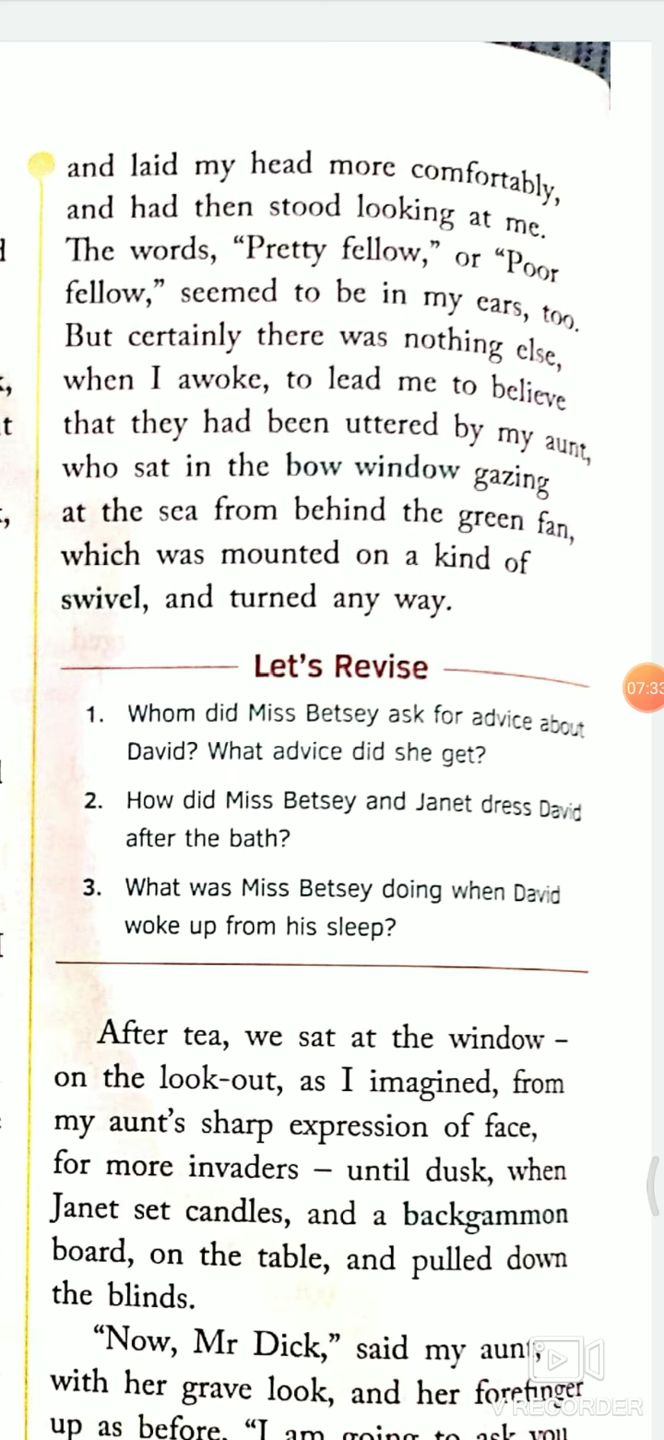 and laid my head more comfortably,
and had then stood looking at me.
The words, “Pretty fellow,” or “Poor
fellow,” seemed to be in my ears, too.
But certainly there was nothing else,
when I awoke, to lead me to believe
that they had been uttered by my aunt,
who sat in the bow window gazing
at the sea from behind the green fan,
which was mounted on a kind of
swivel, and turned any way.
Let’s Revise
07:33
1. Whom did Miss Betsey ask for advice about
David? What advice did she get?
2. How did Miss Betsey and Janet dress David
after the bath?
3. What was Miss Betsey doing when David
woke up from his sleep?
After tea, we sat at the window –
on the look-out, as I imagined, from
my aunt’s sharp expression of face,
for more invaders – until dusk, when
Janet set candles, and a backgammon
board, on the table, and pulled down
the blinds.
“Now, Mr Dick,” said my aunt,
with her grave look, and her forefinger
V RECORDER
up as before, “I am going to ask you